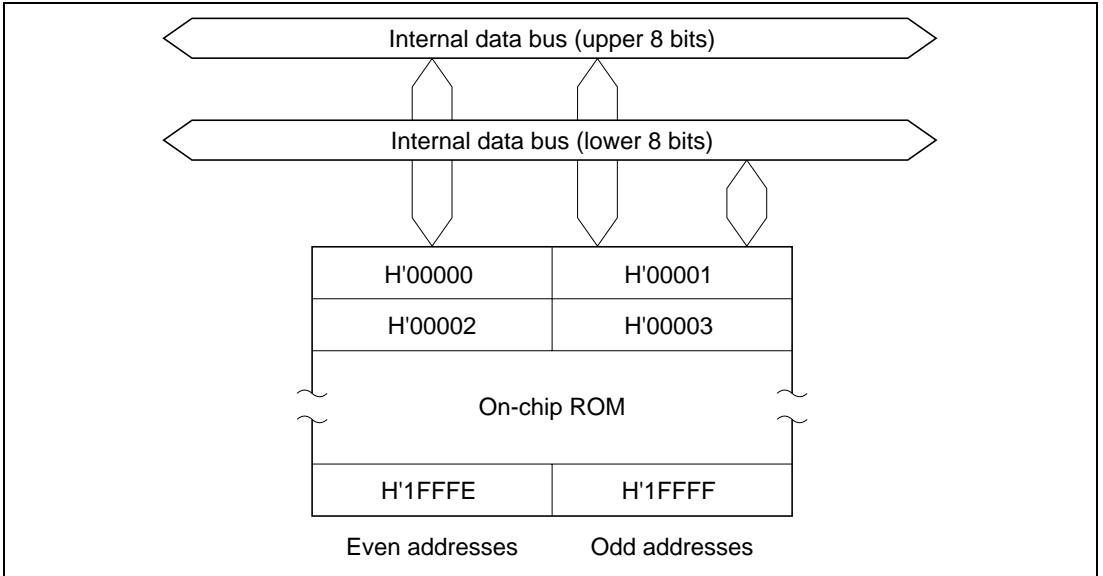 Internal data bus (upper 8 bits)
Internal data bus (lower 8 bits)
H'00000 H'00001
H'00002 H'00003
On-chip ROM
H'1FFFE H'1FFFF
Even addresses Odd addresses